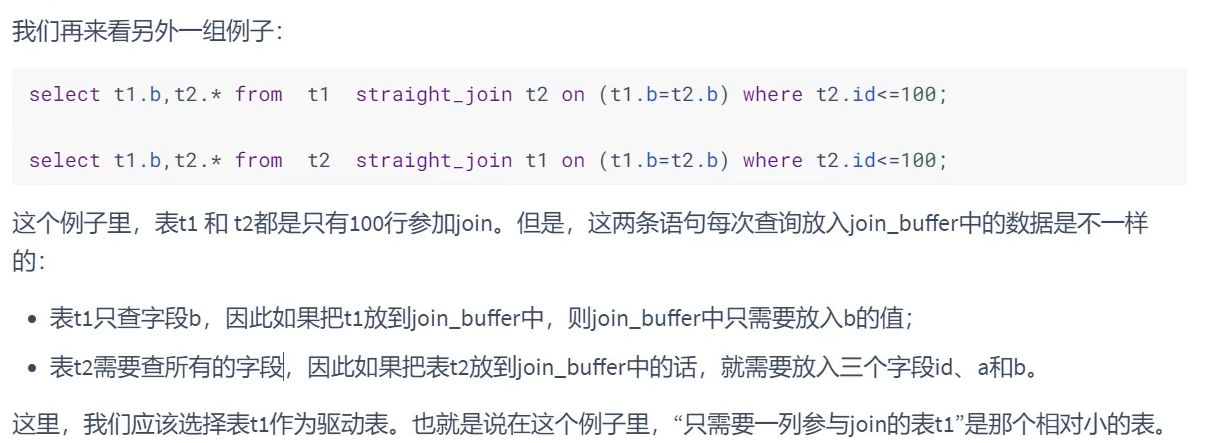 我们再来看另外一组例子：
select t1.b,t2.* from  t1  straight_join t2 on (t1.b=t2.b) where t2.id<=100;
select t1.b,t2.* from  t2  straight_join t1 on (t1.b=t2.b) where t2.id<=100;
这个例子里，表t1 和 t2都是只有100行参加join。但是，这两条语句每次查询放入join_buffer中的数据是不一样
的：
• 表t1只查字段b，因此如果把t1放到join_buffer中，则join_buffer中只需要放入b的值；
• 表t2需要查所有的字段，因此如果把表t2放到join_buffer中的话，就需要放入三个字段id、a和b。
这里，我们应该选择表t1作为驱动表。也就是说在这个例子里，“只需要一列参与join的表t1”是那个相对小的表。